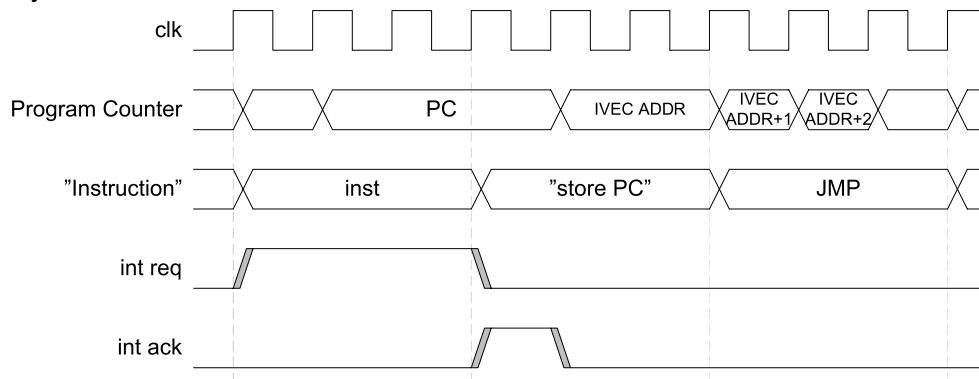 clk
Program Counter
PC
IVEC ADDR
IVEC
ADDR+1
IVEC
ADDR+2
”Instruction”
inst
”store PC”
JMP
int req
int ack